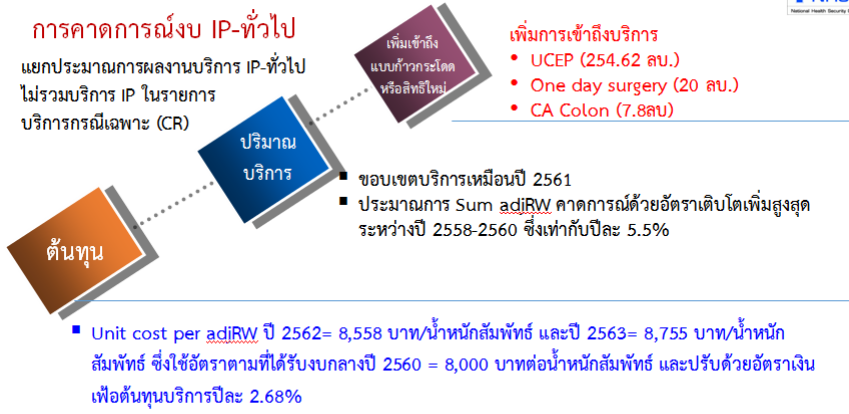 การคาดการณ์งบ IP-ทั่วไป
แยกประมาณการผลงานบริการ IP-ทั่วไป
ไม่รวมบริการ IP ในรายการ
บริการกรณีเฉพาะ (CR)
เพิ่มเข้าถึง
แบบก้าวกระโดด
หรือสิทธิใหม่
เพิ่มการเข้าถึงบริการ
• UCEP (254.62 ลบ.)
• One day surgery (20 ลบ.)
• CA Colon (7.8ลบ)
National Health Security
ปริมาณ
บริการ
▪ ขอบเขตบริการเหมือนปี 2561
▪ ประมาณการ Sum adjRW คาดการณ์ด้วยอัตราเติบโตเพิ่มสูงสุด
ระหว่างปี 2558-2560 ซึ่งเท่ากับปีละ 5.5%
ต้นทุน
▪ Unit cost per adjRW ปี 2562= 8,558 บาท/น้ำหนักสัมพัทธ์ และปี 2563= 8,755 บาท/น้ำหนัก
สัมพัทธ์ ซึ่งใช้อัตราตามที่ได้รับงบกลางปี 2560 = 8,000 บาทต่อน้ำหนักสัมพัทธ์ และปรับด้วยอัตราเงิน
เฟ้อต้นทุนบริการปีละ 2.68%